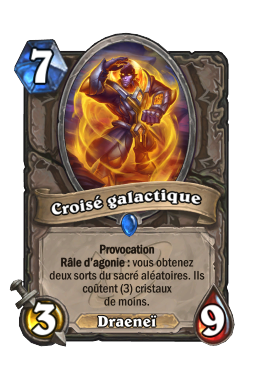 7
Croisé galactique
Provocation
Râle d'agonie : vous obtenez
deux sorts du sacré aléatoires. Ils
coûtent (3) cristaux
de moins.
3
Draeneï
9